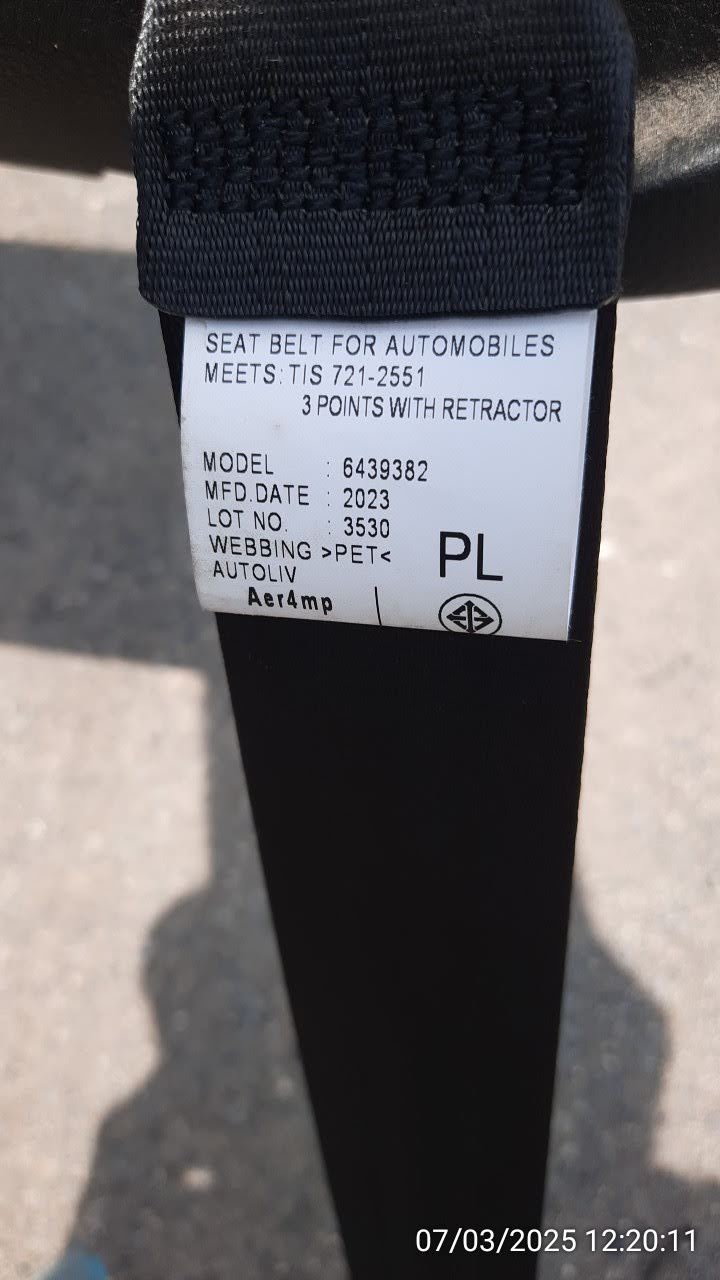 SEAT BELT FOR AUTOMOBILES
MEETS: TIS 721-2551
3 POINTS WITH RETRACTOR
MODEL : 6439382
MFD.DATE : 2023
LOT NO. : 3530
WEBBING >PET<
AUTOLIV
PL
Aer4mp
07/03/2025 12:20:11